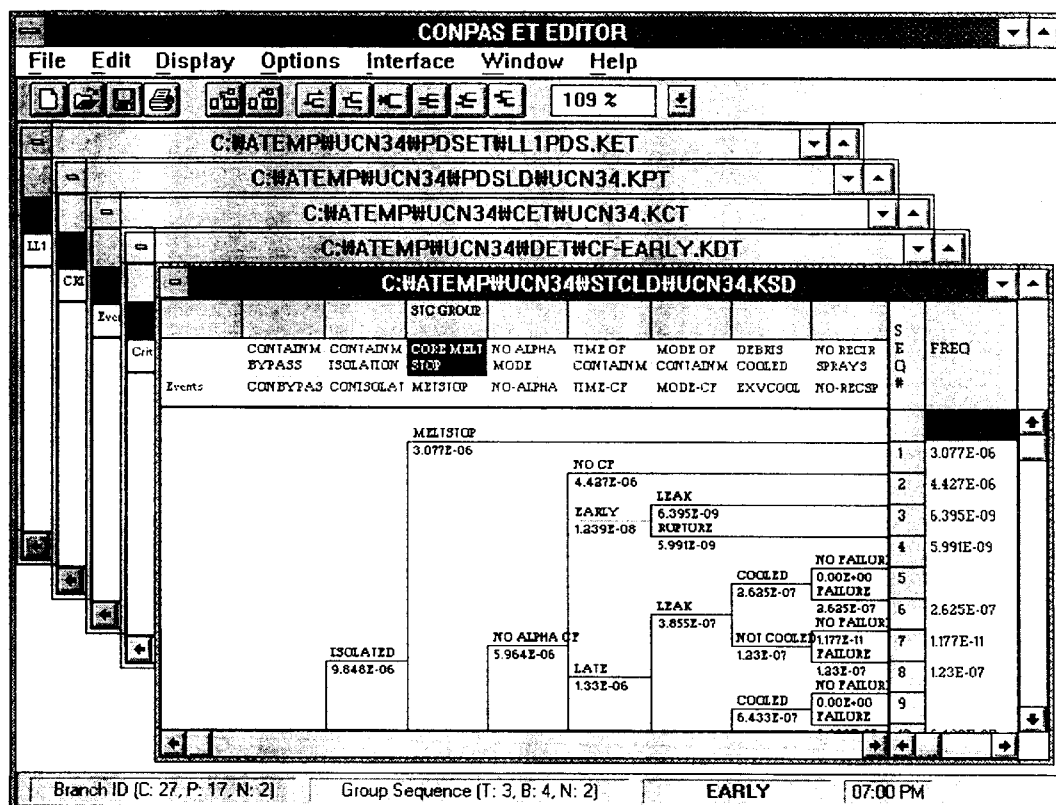 CONPAS ET EDITOR
File Edit Display Options Interface Window Help
109 %
C:₩ATEMP₩UCN34₩PDSET₩LL1PDS.KET
C:₩ATEMP₩UCN34₩PDSLD₩UCN34.KPT
C:₩ATEMP₩UCN34₩CET₩UCN34.KCT
C:₩ATEMP₩UCN34₩DET₩CF-EARLY.KDT
C:₩ATEMP₩UCN34₩STCLD₩UCN34.KSD
LL1
CRI
Even
Crit
STC GROUP
CONTAINM CONTAINM CORE MELT NO ALPHA TIME OF MODE OF DEBRIS NO RECIR
BYPASS ISOLATION STOP MODE CONTAINM CONTAINM COOLED SPRAYS
Events CONBYPAS CONISOLAT MELTSTOP NO-ALPHA TIME-CF MODE-CF EXVCOOL NO-RECSP
SEQ#
FREQ
MELTSTOP
3.077E-06
1 3.077E-06
NO CF
4.427E-06
2 4.427E-06
LEAK
EARLY 6.395E-09
3 6.395E-09
1.239E-08 RUPTURE
5.991E-09
4 5.991E-09
NO FAILUR
COOLED 0.00E+00
5
2.625E-07 FAILURE
LEAK 2.625E-07
6 2.625E-07
3.855E-07 NO FAILUR
NO ALPHA CF NOT COOLED 1.177E-11
7 1.177E-11
ISOLATED 5.964E-06 1.23E-07 FAILURE
9.848E-06 LATE 1.23E-07
8 1.23E-07
1.33E-06 NO FAILUR
COOLED 0.00E+00
9
6.433E-07 FAILURE
Branch ID (C: 27, P: 17, N: 2) Group Sequence (T: 3, B: 4, N: 2) EARLY 07:00 PM